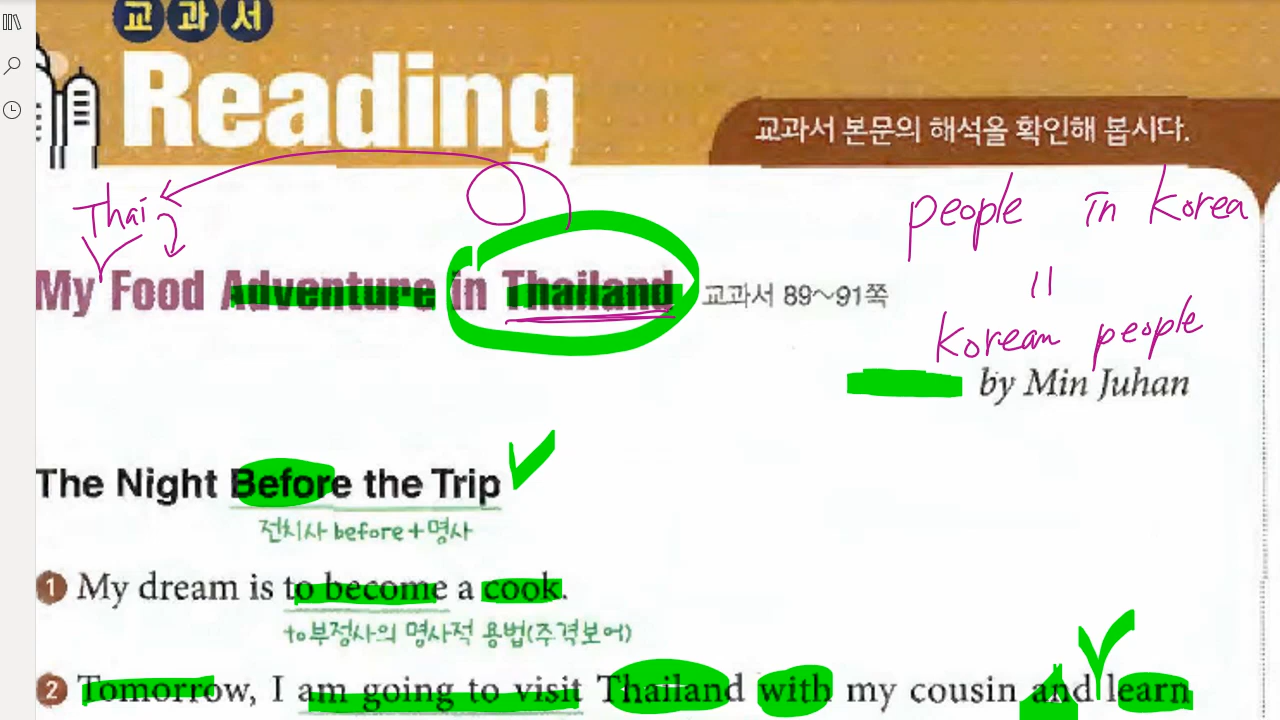 교과서
Reading
교과서 본문의 해석을 확인해 봅시다.
Thai
people in Korea
My Food Adventure in Thailand 교과서 89~91쪽
=
Korean people
by Min Juhan
The Night Before the Trip
전치사 before+명사
1 My dream is to become a cook.
to부정사의 명사적 용법(주격보어)
2 Tomorrow, I am going to visit Thailand with my cousin and learn